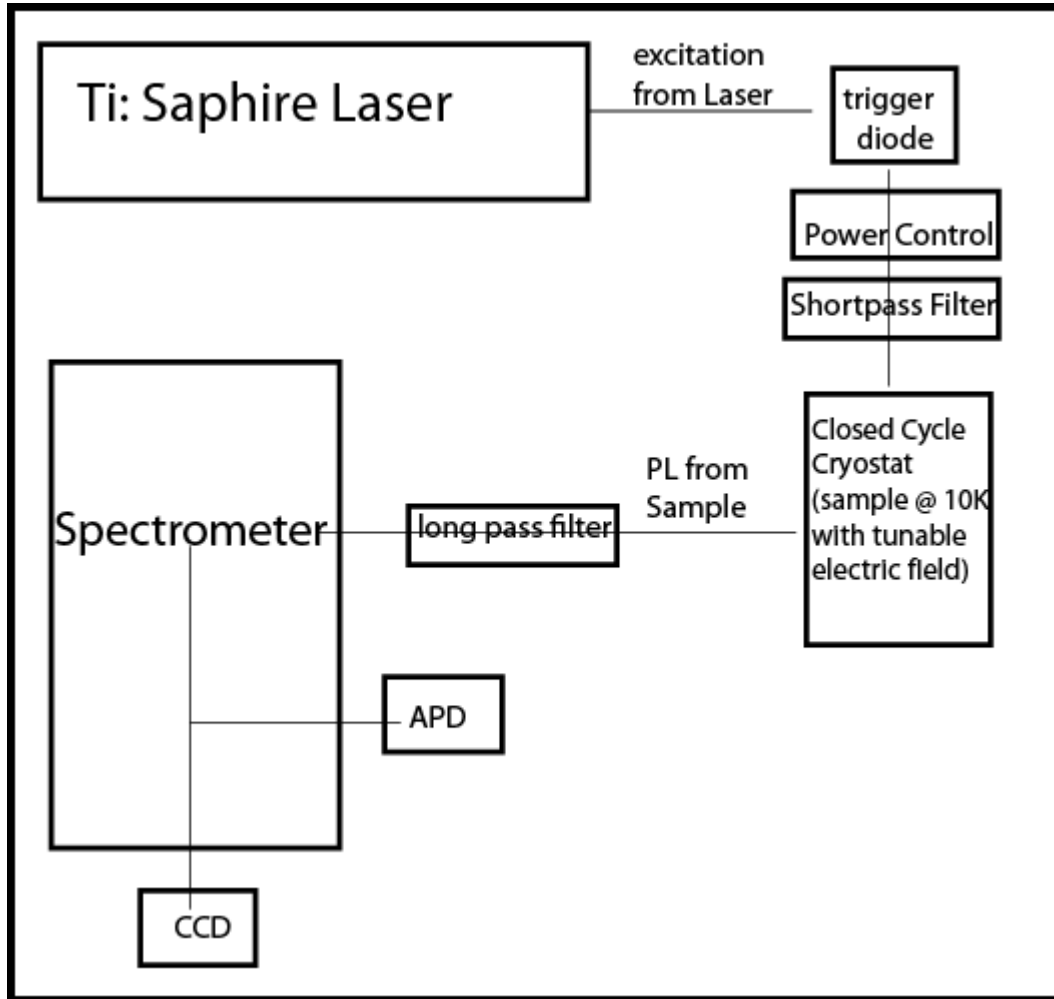 Ti: Saphire Laser
excitation
from Laser
trigger
diode
Power Control
Shortpass Filter
Closed Cycle
Cryostat
(sample @ 10K
with tunable
electric field)
PL from
Sample
long pass filter
Spectrometer
APD
CCD